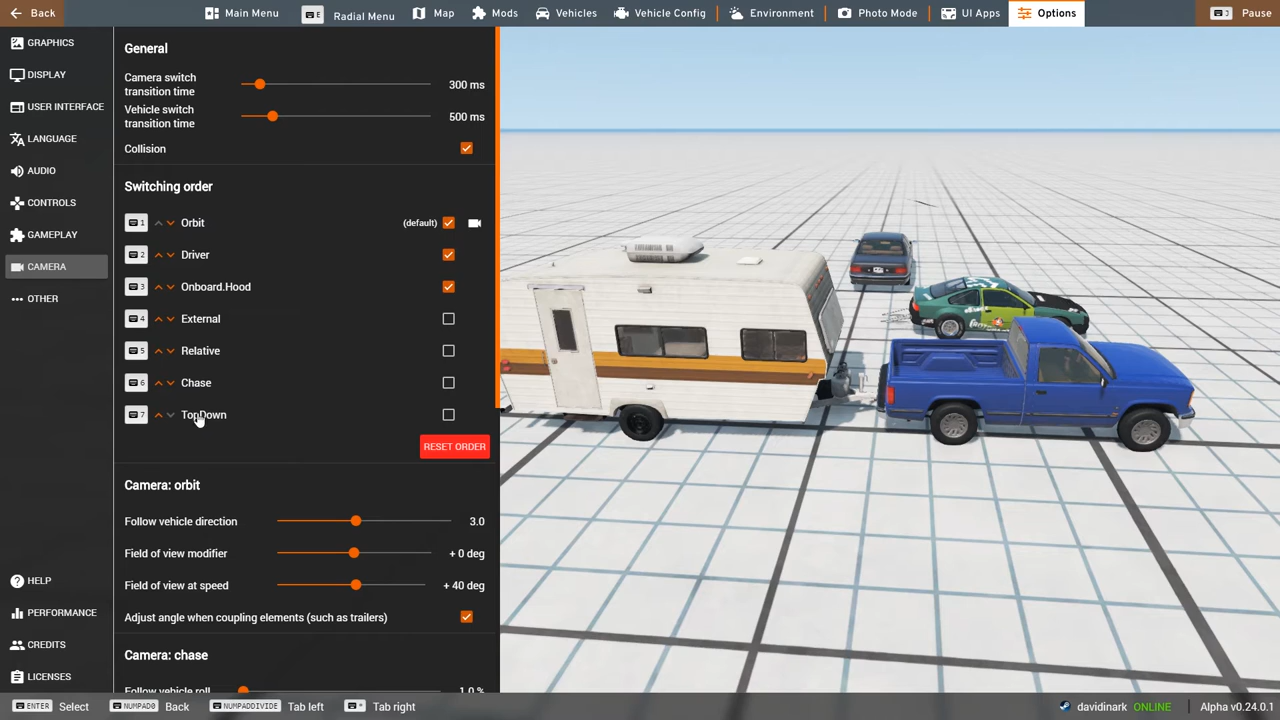 Back
Main Menu
E Radial Menu
Map
Mods
Vehicles
Vehicle Config
Environment
Photo Mode
UI Apps
Options
J Pause
GRAPHICS
DISPLAY
USER INTERFACE
LANGUAGE
AUDIO
CONTROLS
GAMEPLAY
CAMERA
OTHER
HELP
PERFORMANCE
CREDITS
LICENSES
General
Camera switch
transition time 300 ms
Vehicle switch
transition time 500 ms
Collision
Switching order
1 Orbit (default)
2 Driver
3 Onboard.Hood
4 External
5 Relative
6 Chase
7 TopDown
RESET ORDER
Camera: orbit
Follow vehicle direction 3.0
Field of view modifier + 0 deg
Field of view at speed + 40 deg
Adjust angle when coupling elements (such as trailers)
Camera: chase
Follow vehicle roll 1.0 %
ENTER Select
NUMPAD0 Back
NUMPADDIVIDE Tab left
* Tab right
davidinark ONLINE
Alpha v0.24.0.1